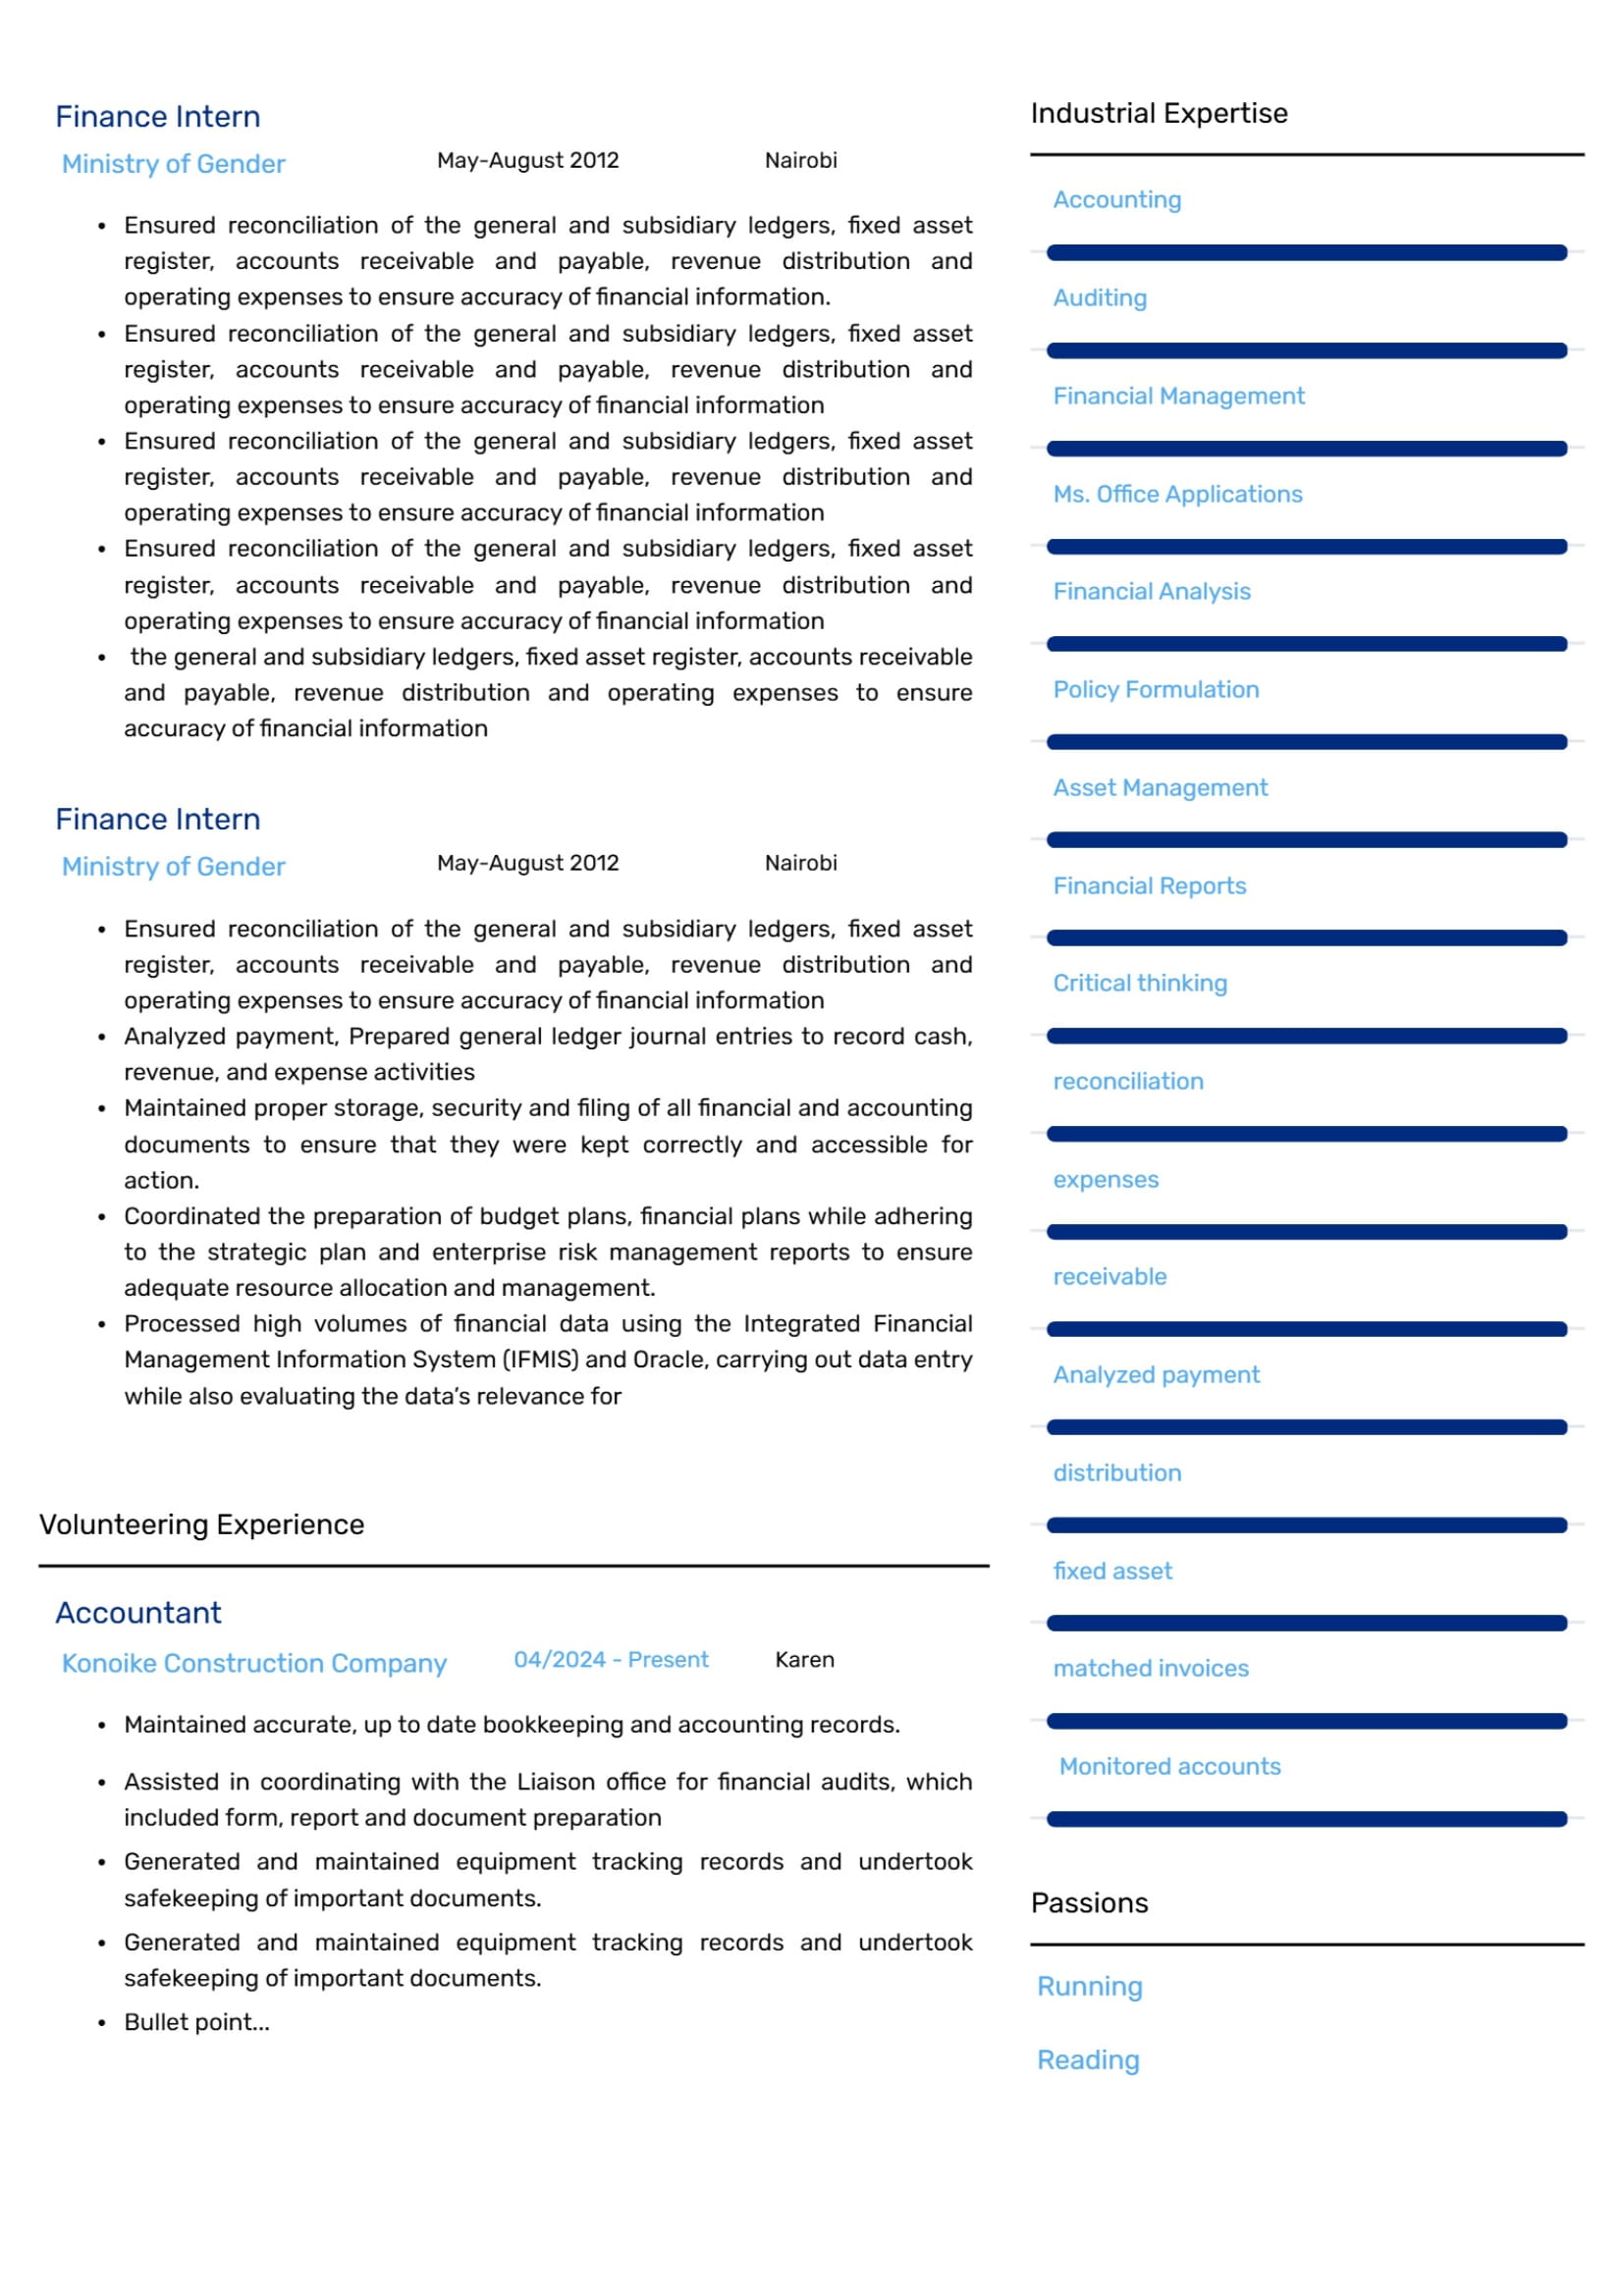 Finance Intern
Ministry of Gender May-August 2012 Nairobi
• Ensured reconciliation of the general and subsidiary ledgers, fixed asset
register, accounts receivable and payable, revenue distribution and
operating expenses to ensure accuracy of financial information.
• Ensured reconciliation of the general and subsidiary ledgers, fixed asset
register, accounts receivable and payable, revenue distribution and
operating expenses to ensure accuracy of financial information
• Ensured reconciliation of the general and subsidiary ledgers, fixed asset
register, accounts receivable and payable, revenue distribution and
operating expenses to ensure accuracy of financial information
• Ensured reconciliation of the general and subsidiary ledgers, fixed asset
register, accounts receivable and payable, revenue distribution and
operating expenses to ensure accuracy of financial information
• the general and subsidiary ledgers, fixed asset register, accounts receivable
and payable, revenue distribution and operating expenses to ensure
accuracy of financial information
Finance Intern
Ministry of Gender May-August 2012 Nairobi
• Ensured reconciliation of the general and subsidiary ledgers, fixed asset
register, accounts receivable and payable, revenue distribution and
operating expenses to ensure accuracy of financial information
• Analyzed payment, Prepared general ledger journal entries to record cash,
revenue, and expense activities
• Maintained proper storage, security and filing of all financial and accounting
documents to ensure that they were kept correctly and accessible for
action.
• Coordinated the preparation of budget plans, financial plans while adhering
to the strategic plan and enterprise risk management reports to ensure
adequate resource allocation and management.
• Processed high volumes of financial data using the Integrated Financial
Management Information System (IFMIS) and Oracle, carrying out data entry
while also evaluating the data’s relevance for
Volunteering Experience
Accountant
Konoike Construction Company 04/2024 - Present Karen
• Maintained accurate, up to date bookkeeping and accounting records.
• Assisted in coordinating with the Liaison office for financial audits, which
included form, report and document preparation
• Generated and maintained equipment tracking records and undertook
safekeeping of important documents.
• Generated and maintained equipment tracking records and undertook
safekeeping of important documents.
• Bullet point...
Industrial Expertise
Accounting
Auditing
Financial Management
Ms. Office Applications
Financial Analysis
Policy Formulation
Asset Management
Financial Reports
Critical thinking
reconciliation
expenses
receivable
Analyzed payment
distribution
fixed asset
matched invoices
Monitored accounts
Passions
Running
Reading